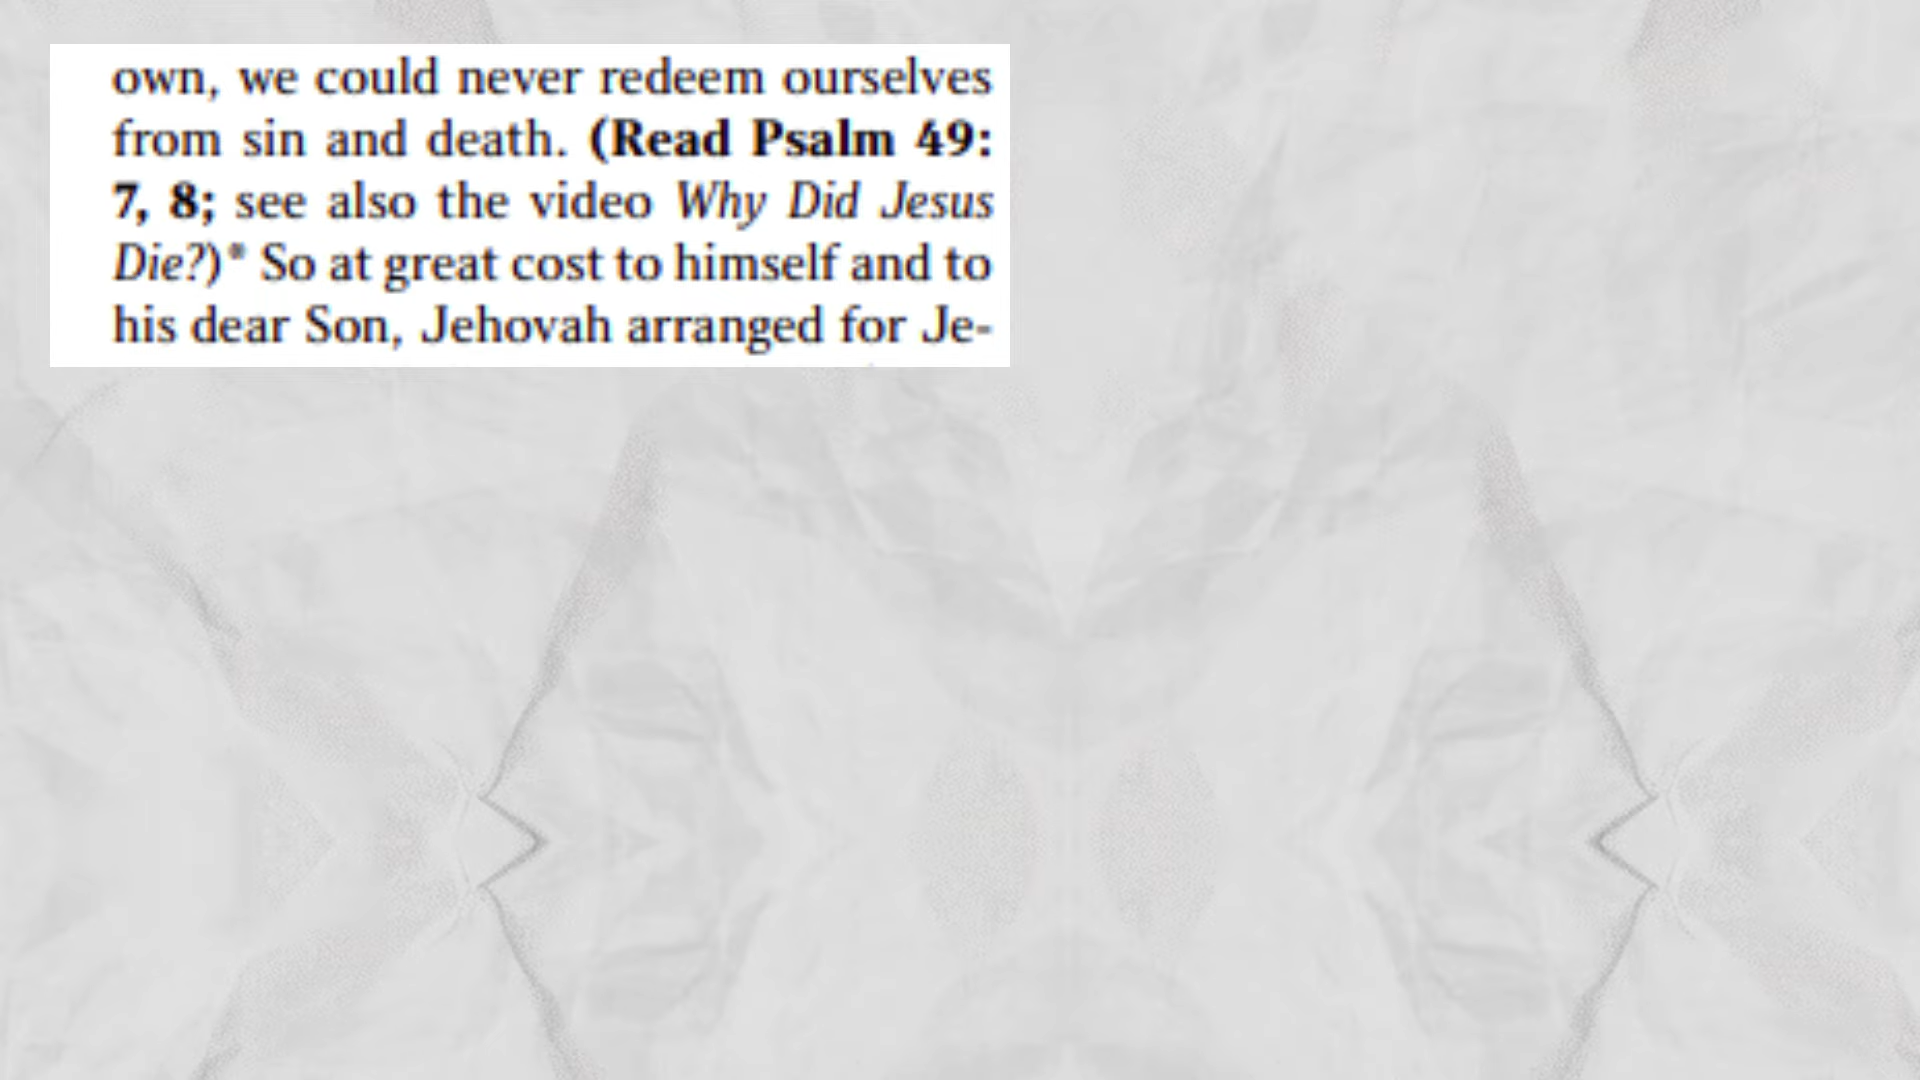 own, we could never redeem ourselves
from sin and death. (Read Psalm 49:
7, 8; see also the video Why Did Jesus
Die?)* So at great cost to himself and to
his dear Son, Jehovah arranged for Je-